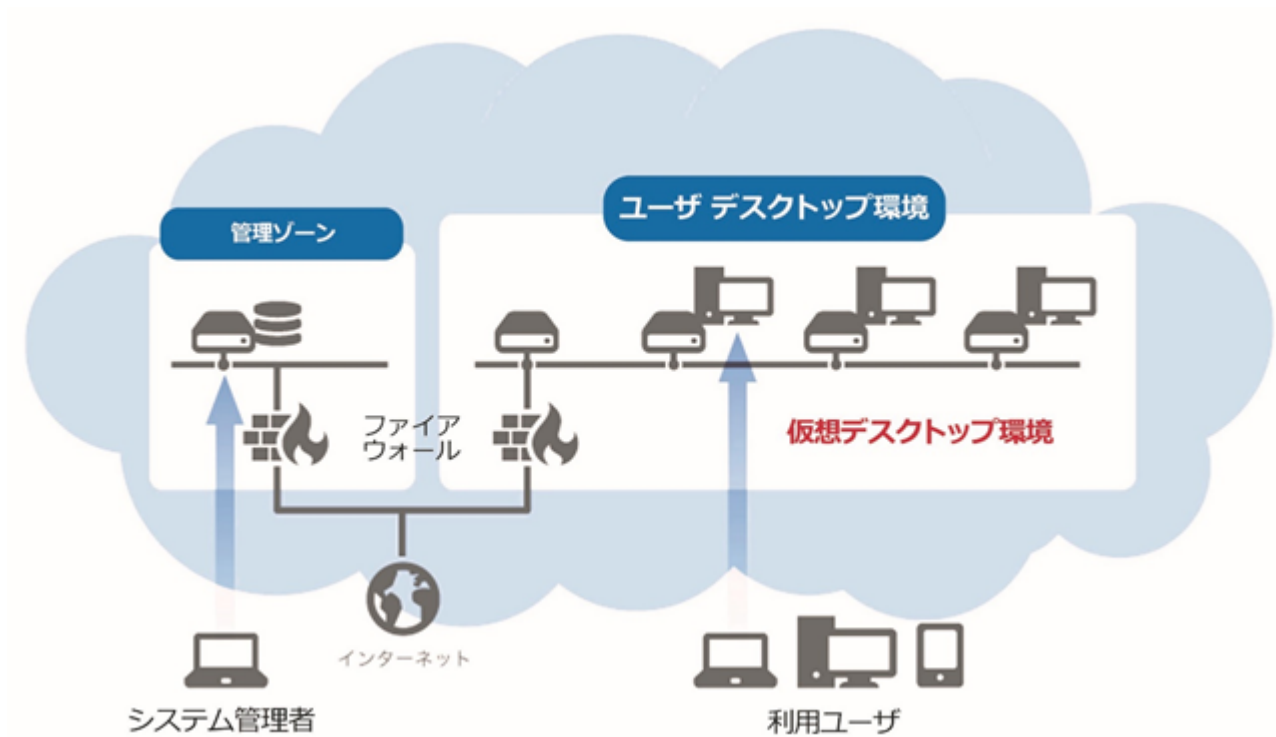 ユーザ デスクトップ環境
管理ゾーン
ファイア
ウォール
仮想デスクトップ環境
インターネット
システム管理者
利用ユーザ